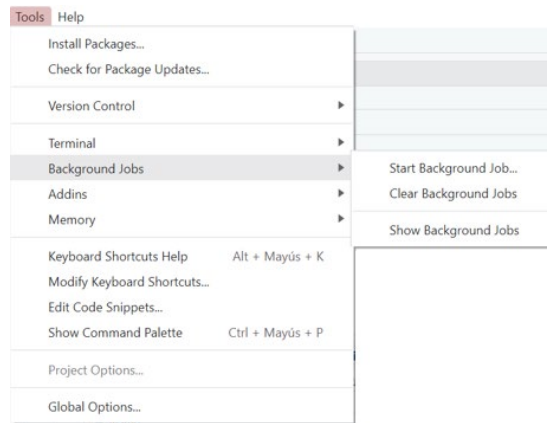 Tools Help
Install Packages...
Check for Package Updates...
Version Control
Terminal
Background Jobs
Start Background Job...
Addins
Clear Background Jobs
Memory
Show Background Jobs
Keyboard Shortcuts Help Alt + Mayús + K
Modify Keyboard Shortcuts...
Edit Code Snippets...
Show Command Palette Ctrl + Mayús + P
Project Options...
Global Options...